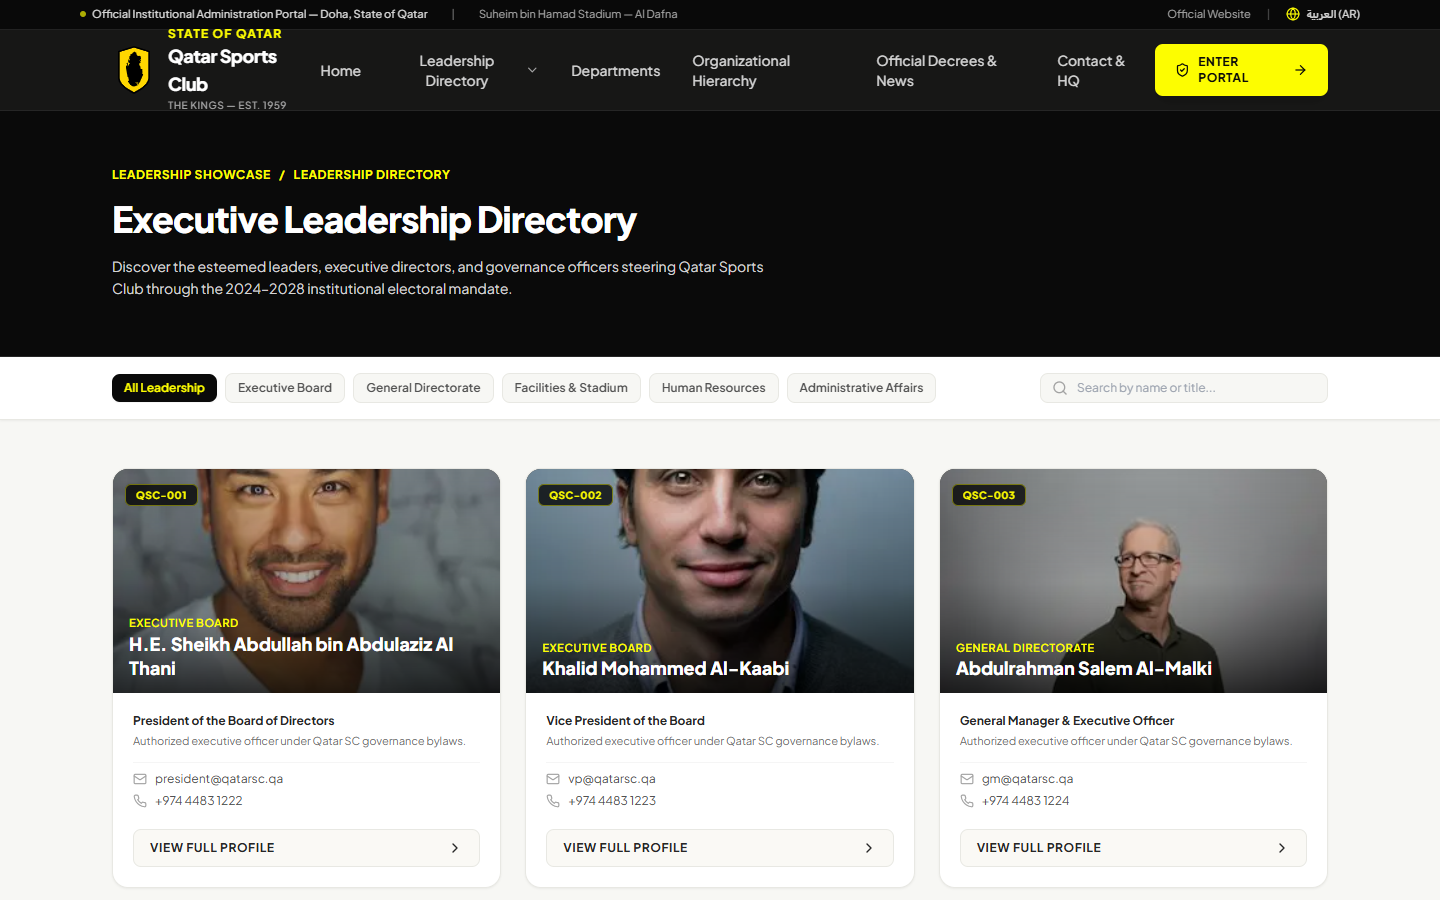 Official Institutional Administration Portal — Doha, State of Qatar | Suheim bin Hamad Stadium — Al Dafna
Official Website | العربية (AR)
STATE OF QATAR
Qatar Sports
Club
THE KINGS — EST. 1959
Home
Leadership
Directory
Departments
Organizational
Hierarchy
Official Decrees &
News
Contact &
HQ
ENTER
PORTAL
LEADERSHIP SHOWCASE / LEADERSHIP DIRECTORY
Executive Leadership Directory
Discover the esteemed leaders, executive directors, and governance officers steering Qatar Sports
Club through the 2024–2028 institutional electoral mandate.
All Leadership
Executive Board
General Directorate
Facilities & Stadium
Human Resources
Administrative Affairs
Search by name or title...
QSC-001
EXECUTIVE BOARD
H.E. Sheikh Abdullah bin Abdulaziz Al
Thani
President of the Board of Directors
Authorized executive officer under Qatar SC governance bylaws.
president@qatarsc.qa
+974 4483 1222
VIEW FULL PROFILE
QSC-002
EXECUTIVE BOARD
Khalid Mohammed Al-Kaabi
Vice President of the Board
Authorized executive officer under Qatar SC governance bylaws.
vp@qatarsc.qa
+974 4483 1223
VIEW FULL PROFILE
QSC-003
GENERAL DIRECTORATE
Abdulrahman Salem Al-Malki
General Manager & Executive Officer
Authorized executive officer under Qatar SC governance bylaws.
gm@qatarsc.qa
+974 4483 1224
VIEW FULL PROFILE